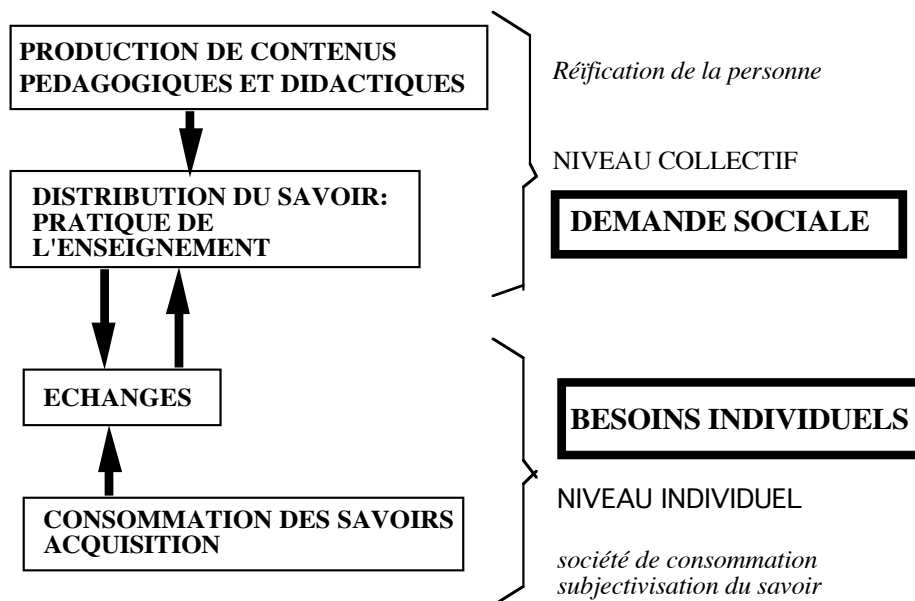 PRODUCTION DE CONTENUS
PEDAGOGIQUES ET DIDACTIQUES
Réïfication de la personne
NIVEAU COLLECTIF
DISTRIBUTION DU SAVOIR:
PRATIQUE DE
L'ENSEIGNEMENT
DEMANDE SOCIALE
ECHANGES
BESOINS INDIVIDUELS
NIVEAU INDIVIDUEL
CONSOMMATION DES SAVOIRS
ACQUISITION
société de consommation
subjectivisation du savoir